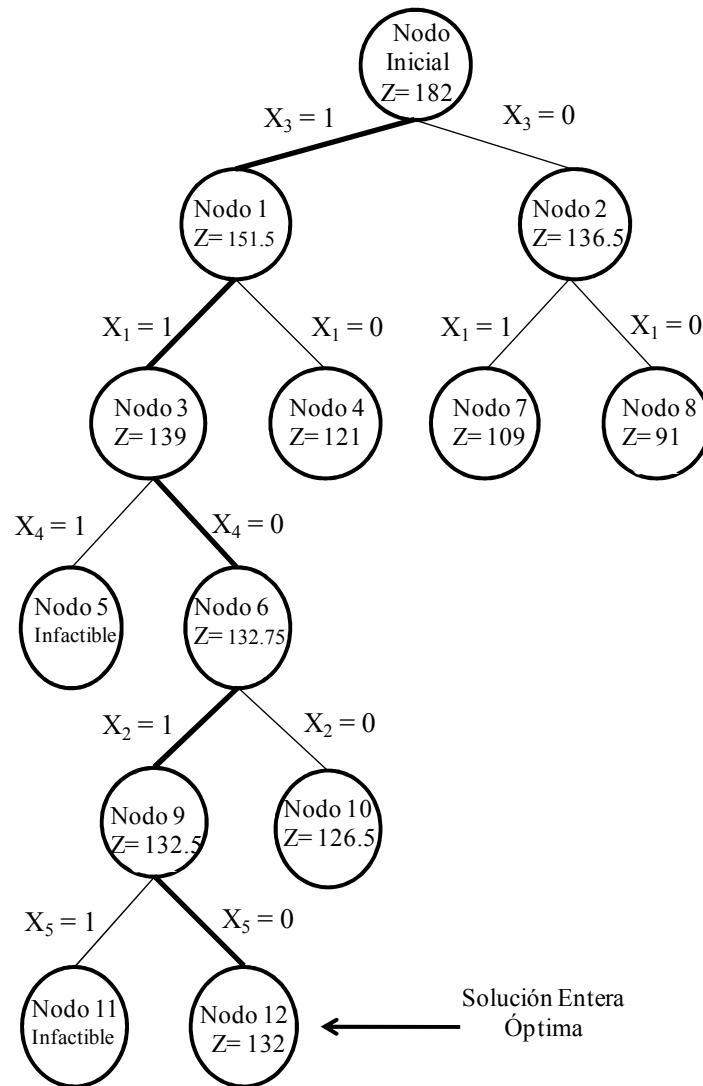 Nodo
Inicial
Z= 182
X₃ = 1
X₃ = 0
Nodo 1
Z= 151.5
Nodo 2
Z= 136.5
X₁ = 1
X₁ = 0
X₁ = 1
X₁ = 0
Nodo 3
Z= 139
Nodo 4
Z= 121
Nodo 7
Z= 109
Nodo 8
Z= 91
X₄ = 1
X₄ = 0
Nodo 5
Infactible
Nodo 6
Z= 132.75
X₂ = 1
X₂ = 0
Nodo 9
Z= 132.5
Nodo 10
Z= 126.5
X₅ = 1
X₅ = 0
Nodo 11
Infactible
Nodo 12
Z= 132
Solución Entera
Óptima